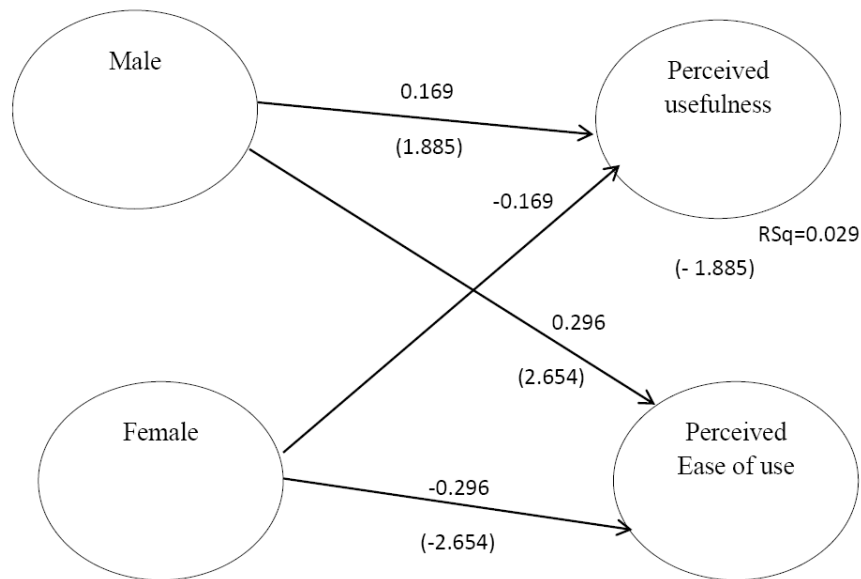 Male
Perceived
usefulness
0.169
(1.885)
-0.169
RSq=0.029
(- 1.885)
0.296
(2.654)
Female
Perceived
Ease of use
-0.296
(-2.654)